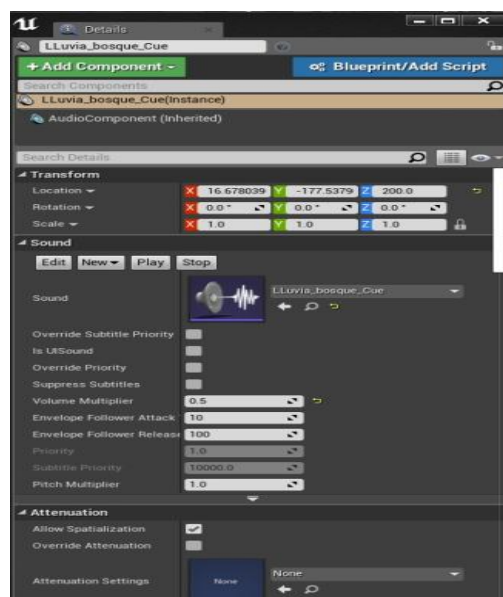 Details
LLuvia_bosque_Cue
+ Add Component
Blueprint/Add Script
Search Components
LLuvia_bosque_Cue(Instance)
AudioComponent (Inherited)
Search Details
Transform
Location X 16.678039 Y -177.5379 Z 200.0
Rotation X 0.0° Y 0.0° Z 0.0°
Scale X 1.0 Y 1.0 Z 1.0
Sound
Edit New Play Stop
Sound LLuvia_bosque_Cue
Override Subtitle Priority
Is UISound
Override Priority
Suppress Subtitles
Volume Multiplier 0.5
Envelope Follower Attack 10
Envelope Follower Release 100
Priority 1.0
Subtitle Priority 10000.0
Pitch Multiplier 1.0
Attenuation
Allow Spatialization
Override Attenuation
Attenuation Settings None None